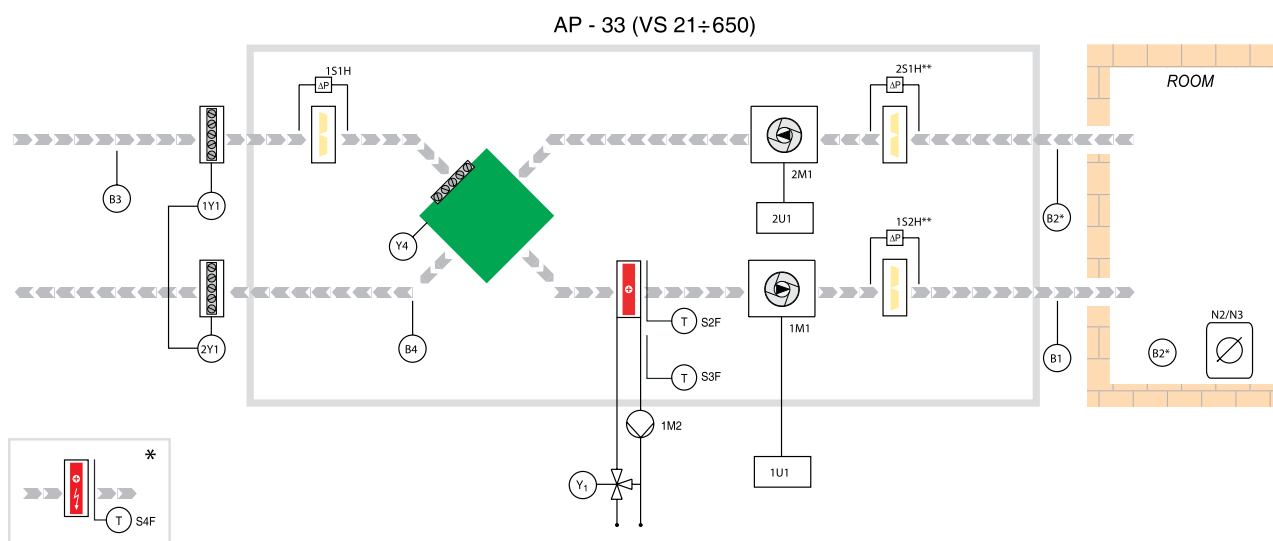 AP - 33 (VS 21÷650)
1S1H
ΔP
2S1H**
ΔP
ROOM
B3
1Y1
Y4
2M1
2U1
B2*
1S2H**
ΔP
2Y1
B4
T S2F
T S3F
1M1
B1
B2*
N2/N3
1M2
Y1
1U1
*
T S4F